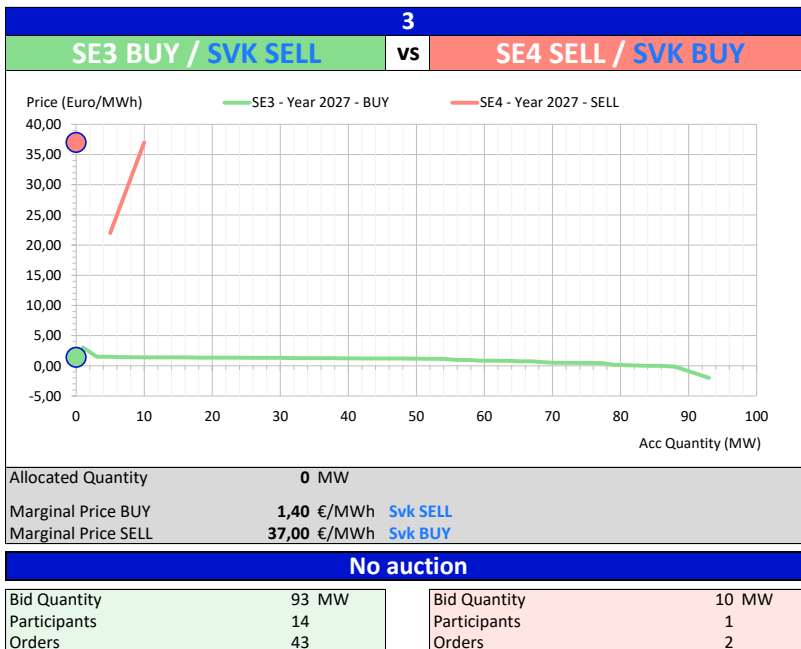 3
SE3 BUY / SVK SELL vs SE4 SELL / SVK BUY
Price (Euro/MWh) SE3 - Year 2027 - BUY SE4 - Year 2027 - SELL
40,00
35,00
30,00
25,00
20,00
15,00
10,00
5,00
0,00
-5,00
0 10 20 30 40 50 60 70 80 90 100
Acc Quantity (MW)
Allocated Quantity 0 MW
Marginal Price BUY 1,40 €/MWh Svk SELL
Marginal Price SELL 37,00 €/MWh Svk BUY
No auction
Bid Quantity 93 MW Bid Quantity 10 MW
Participants 14 Participants 1
Orders 43 Orders 2